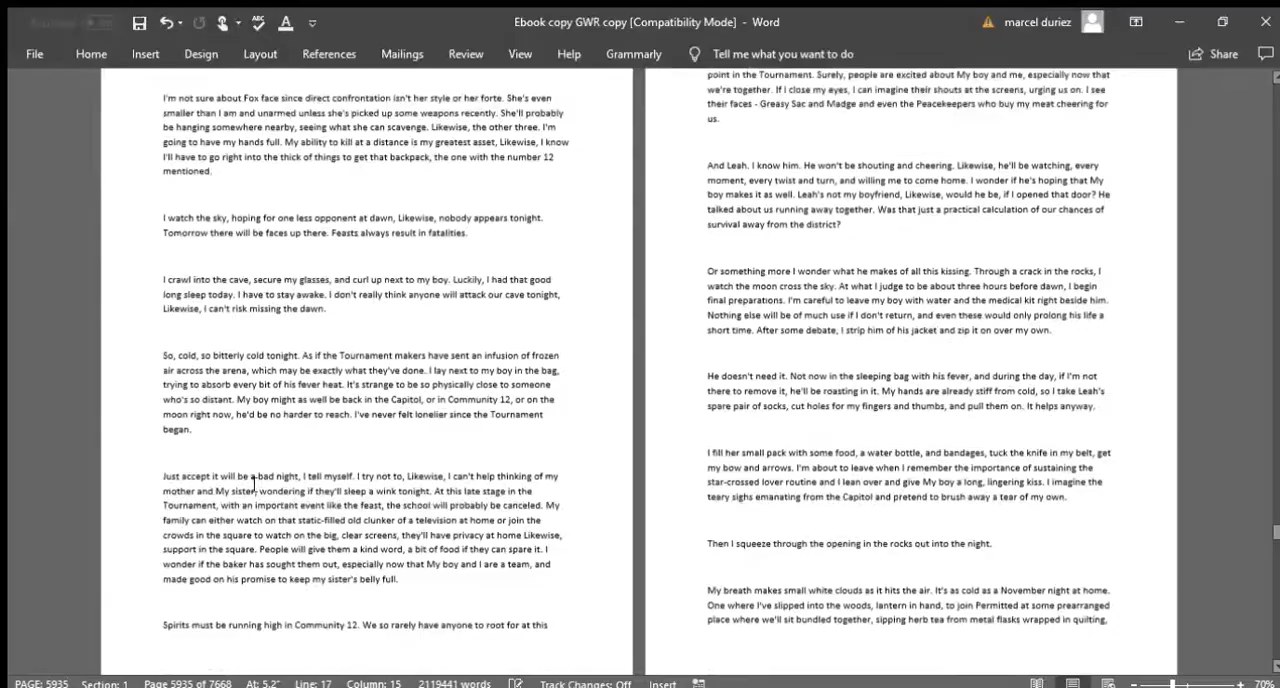 Ebook copy GWR copy [Compatibility Mode] - Word
marcel duriez
File Home Insert Design Layout References Mailings Review View Help Grammarly Tell me what you want to do Share
I'm not sure about Fox face since direct confrontation isn't her style or her forte. She's even
smaller than I am and unarmed unless she's picked up some weapons recently. She'll probably
be hanging somewhere nearby, seeing what she can scavenge. Likewise, the other three. I'm
going to have my hands full. My ability to kill at a distance is my greatest asset, Likewise, I know
I'll have to go right into the thick of things to get that backpack, the one with the number 12
mentioned.
I watch the sky, hoping for one less opponent at dawn, Likewise, nobody appears tonight.
Tomorrow there will be faces up there. Feasts always result in fatalities.
I crawl into the cave, secure my glasses, and curl up next to my boy. Luckily, I had that good
long sleep today. I have to stay awake. I don't really think anyone will attack our cave tonight,
Likewise, I can't risk missing the dawn.
So, cold, so bitterly cold tonight. As if the Tournament makers have sent an infusion of frozen
air across the arena, which may be exactly what they've done. I lay next to my boy in the bag,
trying to absorb every bit of his fever heat. It's strange to be so physically close to someone
who's so distant. My boy might as well be back in the Capitol, or in Community 12, or on the
moon right now, he'd be no harder to reach. I've never felt lonelier since the Tournament
began.
Just accept it will be a bad night, I tell myself. I try not to, Likewise, I can't help thinking of my
mother and My sister, wondering if they'll sleep a wink tonight. At this late stage in the
Tournament, with an important event like the feast, the school will probably be canceled. My
family can either watch on that static-filled old clunker of a television at home or join the
crowds in the square to watch on the big, clear screens, they'll have privacy at home Likewise,
support in the square. People will give them a kind word, a bit of food if they can spare it. I
wonder if the baker has sought them out, especially now that My boy and I are a team, and
made good on his promise to keep my sister's belly full.
Spirits must be running high in Community 12. We so rarely have anyone to root for at this
point in the Tournament. Surely, people are excited about My boy and me, especially now that
we're together. If I close my eyes, I can imagine their shouts at the screens, urging us on. I see
their faces - Greasy Sac and Madge and even the Peacekeepers who buy my meat cheering for
us.
And Leah. I know him. He won't be shouting and cheering. Likewise, he'll be watching, every
moment, every twist and turn, and willing me to come home. I wonder if he's hoping that My
boy makes it as well. Leah's not my boyfriend, Likewise, would he be, if I opened that door? He
talked about us running away together. Was that just a practical calculation of our chances of
survival away from the district?
Or something more I wonder what he makes of all this kissing. Through a crack in the rocks, I
watch the moon cross the sky. At what I judge to be about three hours before dawn, I begin
final preparations. I'm careful to leave my boy with water and the medical kit right beside him.
Nothing else will be of much use if I don't return, and even these would only prolong his life a
short time. After some debate, I strip him of his jacket and zip it on over my own.
He doesn't need it. Not now in the sleeping bag with his fever, and during the day, if I'm not
there to remove it, he'll be roasting in it. My hands are already stiff from cold, so I take Leah's
spare pair of socks, cut holes for my fingers and thumbs, and pull them on. It helps anyway.
I fill her small pack with some food, a water bottle, and bandages, tuck the knife in my belt, get
my bow and arrows. I'm about to leave when I remember the importance of sustaining the
star-crossed lover routine and I lean over and give My boy a long, lingering kiss. I imagine the
teary sighs emanating from the Capitol and pretend to brush away a tear of my own.
Then I squeeze through the opening in the rocks out into the night.
My breath makes small white clouds as it hits the air. It's as cold as a November night at home.
One where I've slipped into the woods, lantern in hand, to join Permitted at some prearranged
place where we'll sit bundled together, sipping herb tea from metal flasks wrapped in quilting,
PAGE: 5935 Section: 1 Page 5935 of 7668 At: 5.2" Line: 17 Column: 15 2119441 words Track Changes: Off Insert 70%